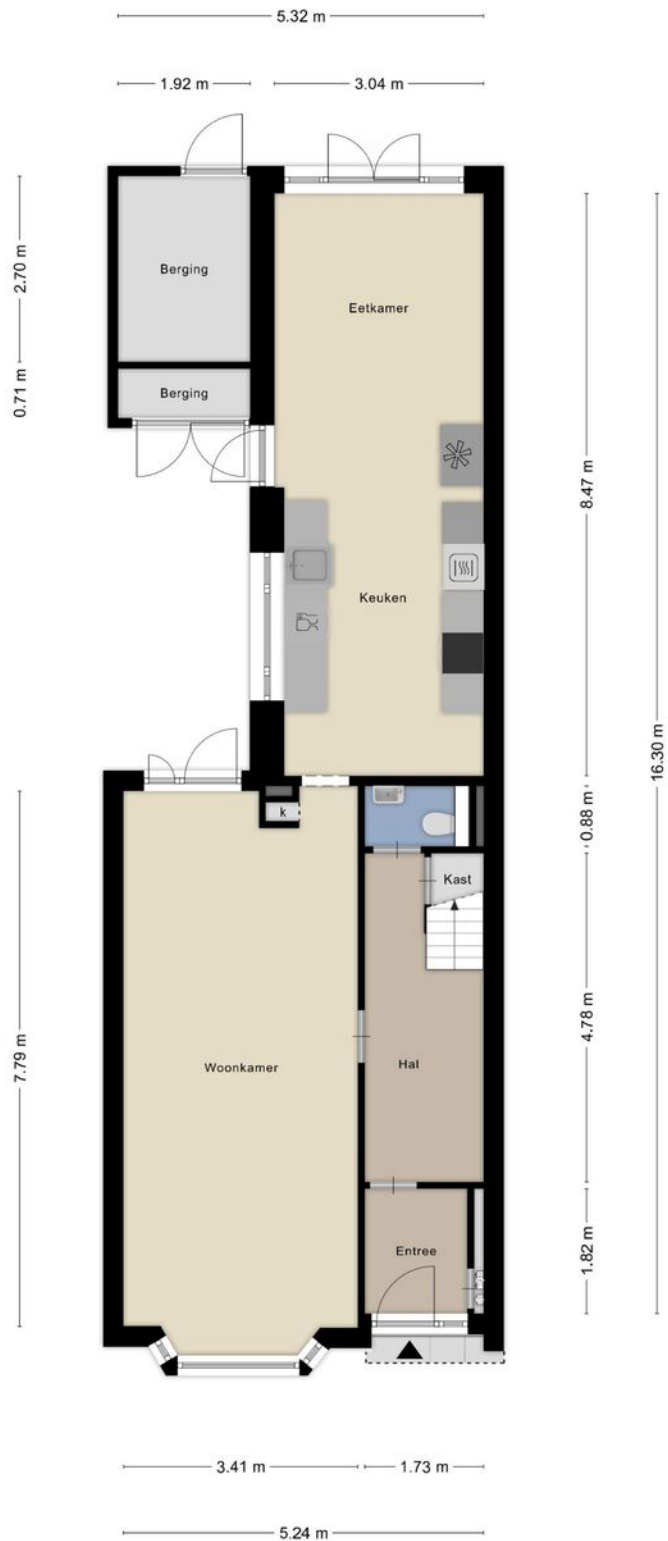 5.32 m
1.92 m
3.04 m
2.70 m
Berging
Eetkamer
0.71 m
Berging
8.47 m
Keuken
16.30 m
k
0.88 m
Kast
4.78 m
7.79 m
Woonkamer
Hal
Entree
1.82 m
3.41 m
1.73 m
5.24 m